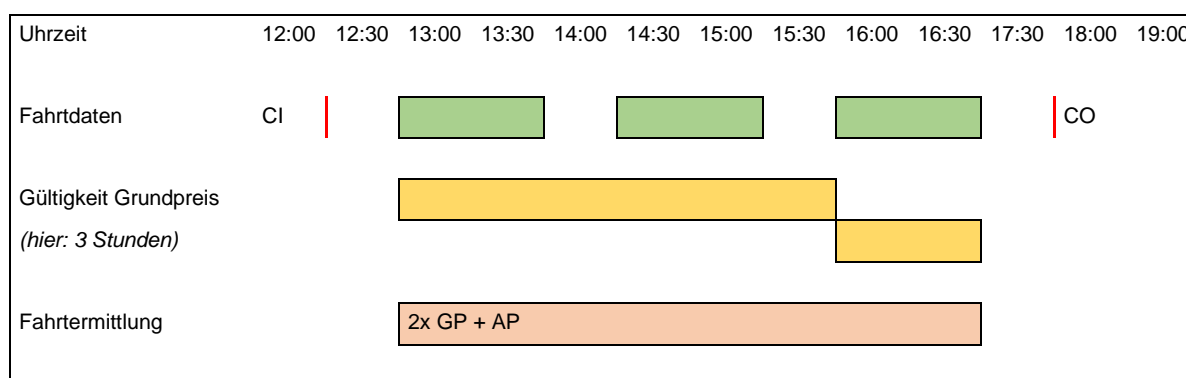 Uhrzeit 12:00 12:30 13:00 13:30 14:00 14:30 15:00 15:30 16:00 16:30 17:30 18:00 19:00
Fahrtdaten CI CO
Gültigkeit Grundpreis
(hier: 3 Stunden)
Fahrtermittlung 2x GP + AP